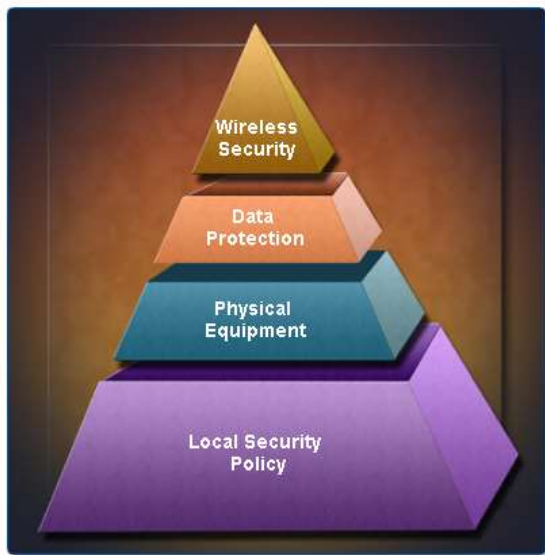 Wireless
Security
Data
Protection
Physical
Equipment
Local Security
Policy